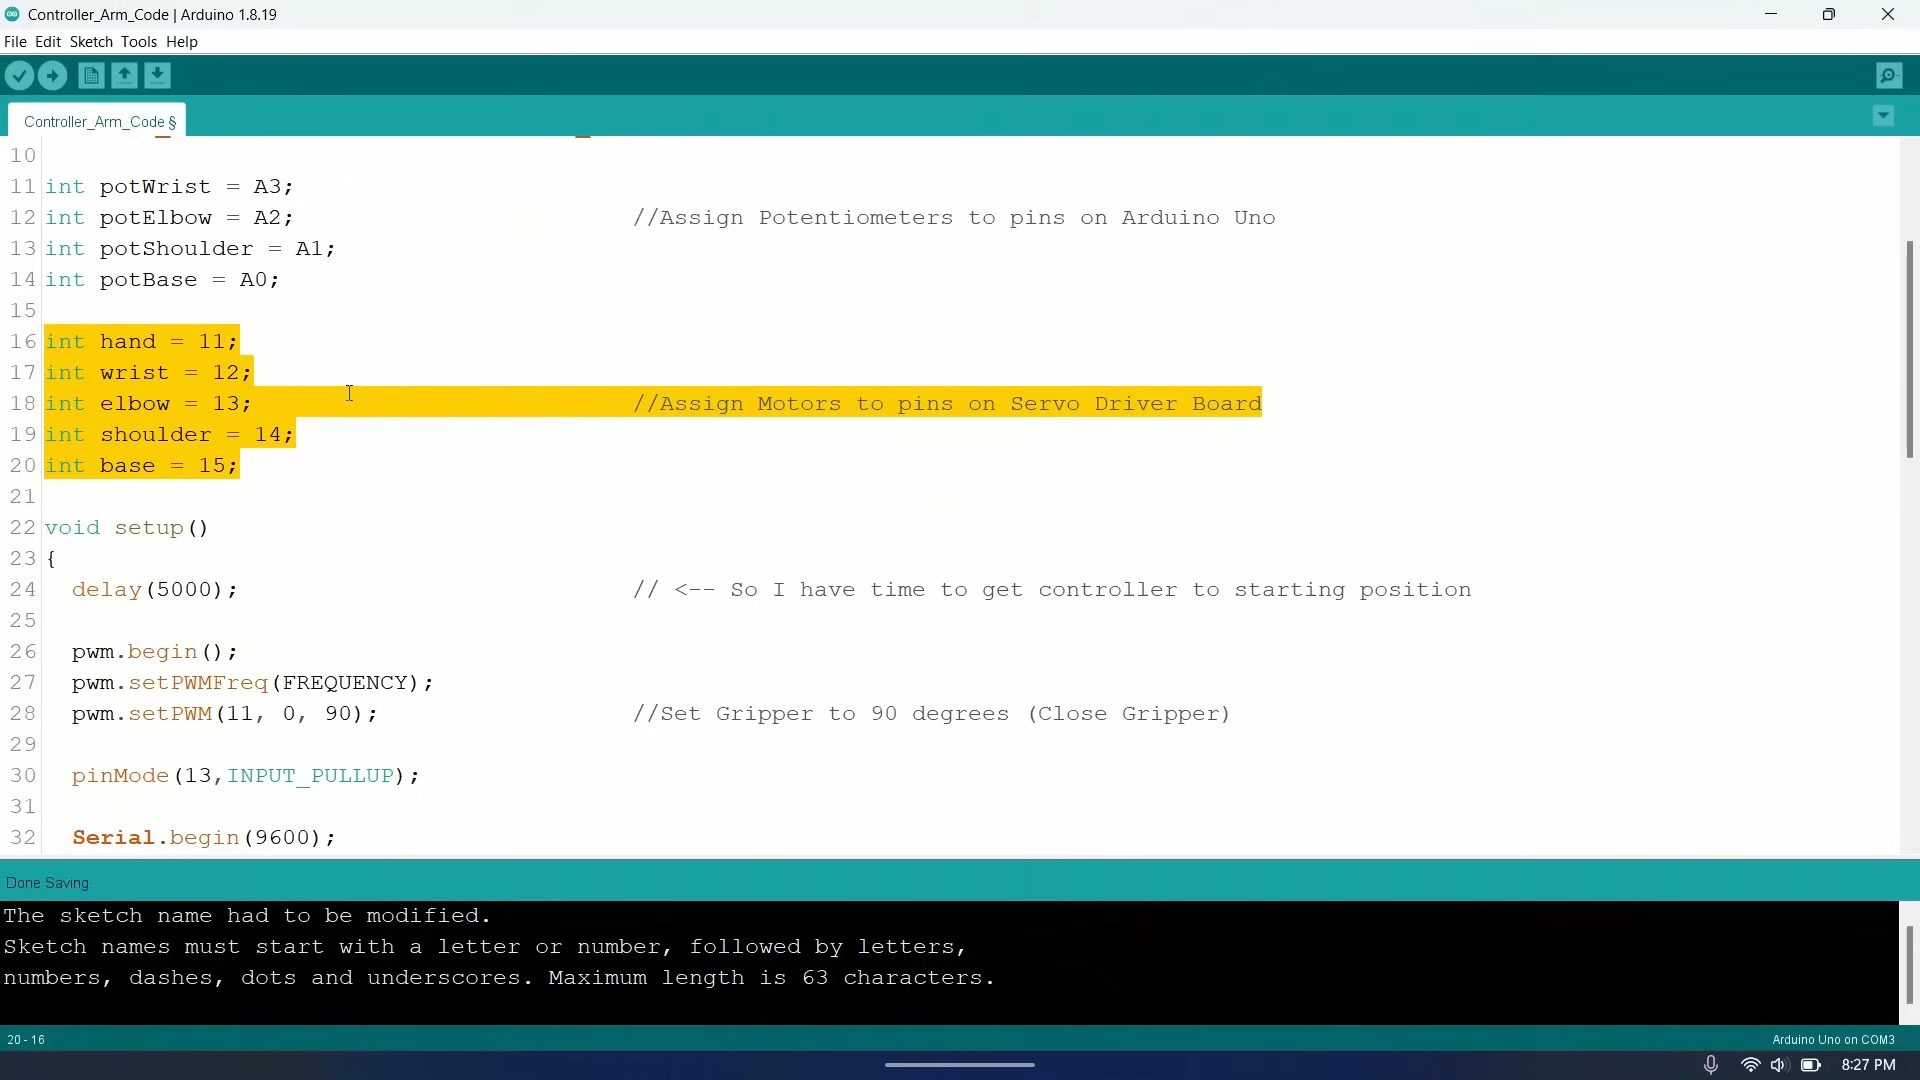 Controller_Arm_Code | Arduino 1.8.19
File Edit Sketch Tools Help
Controller_Arm_Code §
10
11 int potWrist = A3;
12 int potElbow = A2; //Assign Potentiometers to pins on Arduino Uno
13 int potShoulder = A1;
14 int potBase = A0;
15
16 int hand = 11;
17 int wrist = 12;
18 int elbow = 13; //Assign Motors to pins on Servo Driver Board
19 int shoulder = 14;
20 int base = 15;
21
22 void setup()
23 {
24 delay(5000); // <-- So I have time to get controller to starting position
25
26 pwm.begin();
27 pwm.setPWMFreq(FREQUENCY);
28 pwm.setPWM(11, 0, 90); //Set Gripper to 90 degrees (Close Gripper)
29
30 pinMode(13,INPUT_PULLUP);
31
32 Serial.begin(9600);
Done Saving.
The sketch name had to be modified.
Sketch names must start with a letter or number, followed by letters,
numbers, dashes, dots and underscores. Maximum length is 63 characters.
20 - 16 Arduino Uno on COM3
8:27 PM